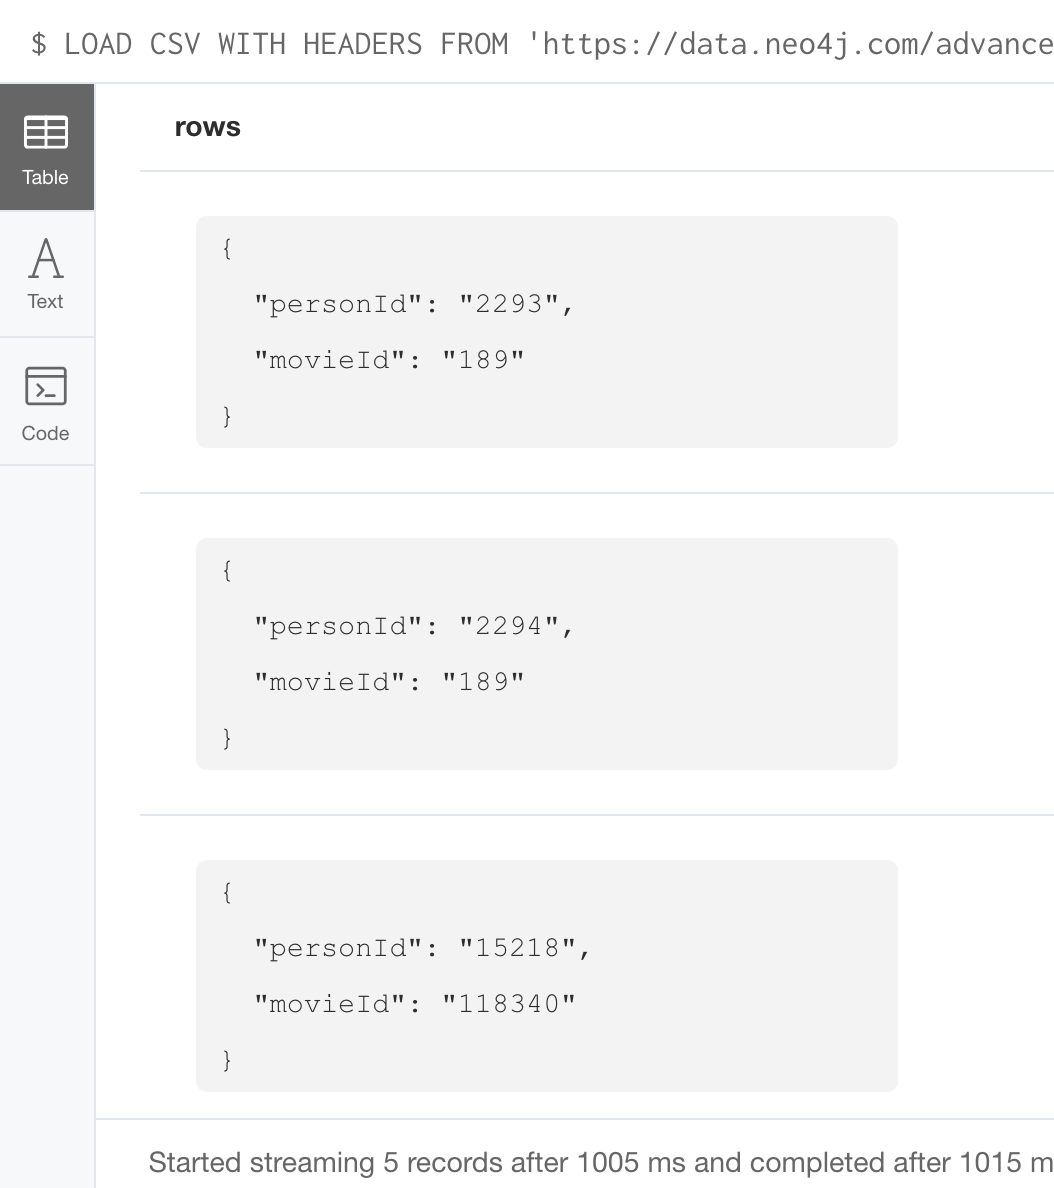 $ LOAD CSV WITH HEADERS FROM 'https://data.neo4j.com/advance
Table
Text
Code
rows
{
"personId": "2293",
"movieId": "189"
}
{
"personId": "2294",
"movieId": "189"
}
{
"personId": "15218",
"movieId": "118340"
}
Started streaming 5 records after 1005 ms and completed after 1015 m